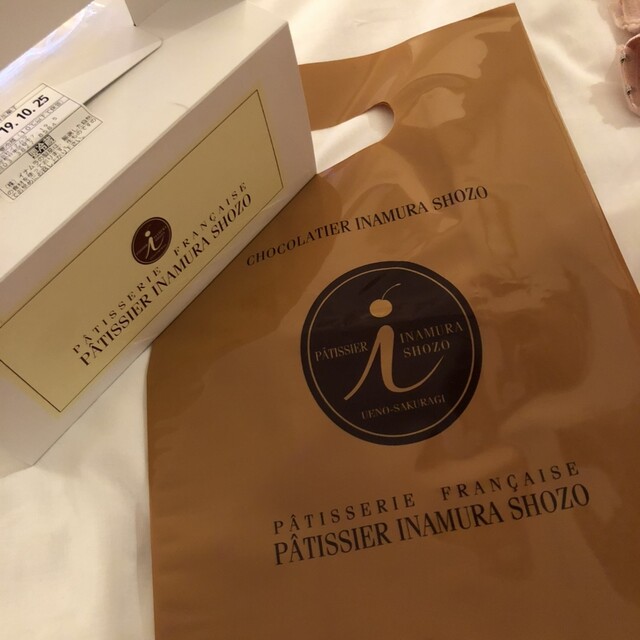 19.10.25
PÂTISSERIE FRANÇAISE
PÂTISSIER INAMURA SHOZO
CHOCOLATIER INAMURA SHOZO
PÂTISSIER i INAMURA
SHOZO
UENO-SAKURAGI
PÂTISSERIE FRANÇAISE
PÂTISSIER INAMURA SHOZO